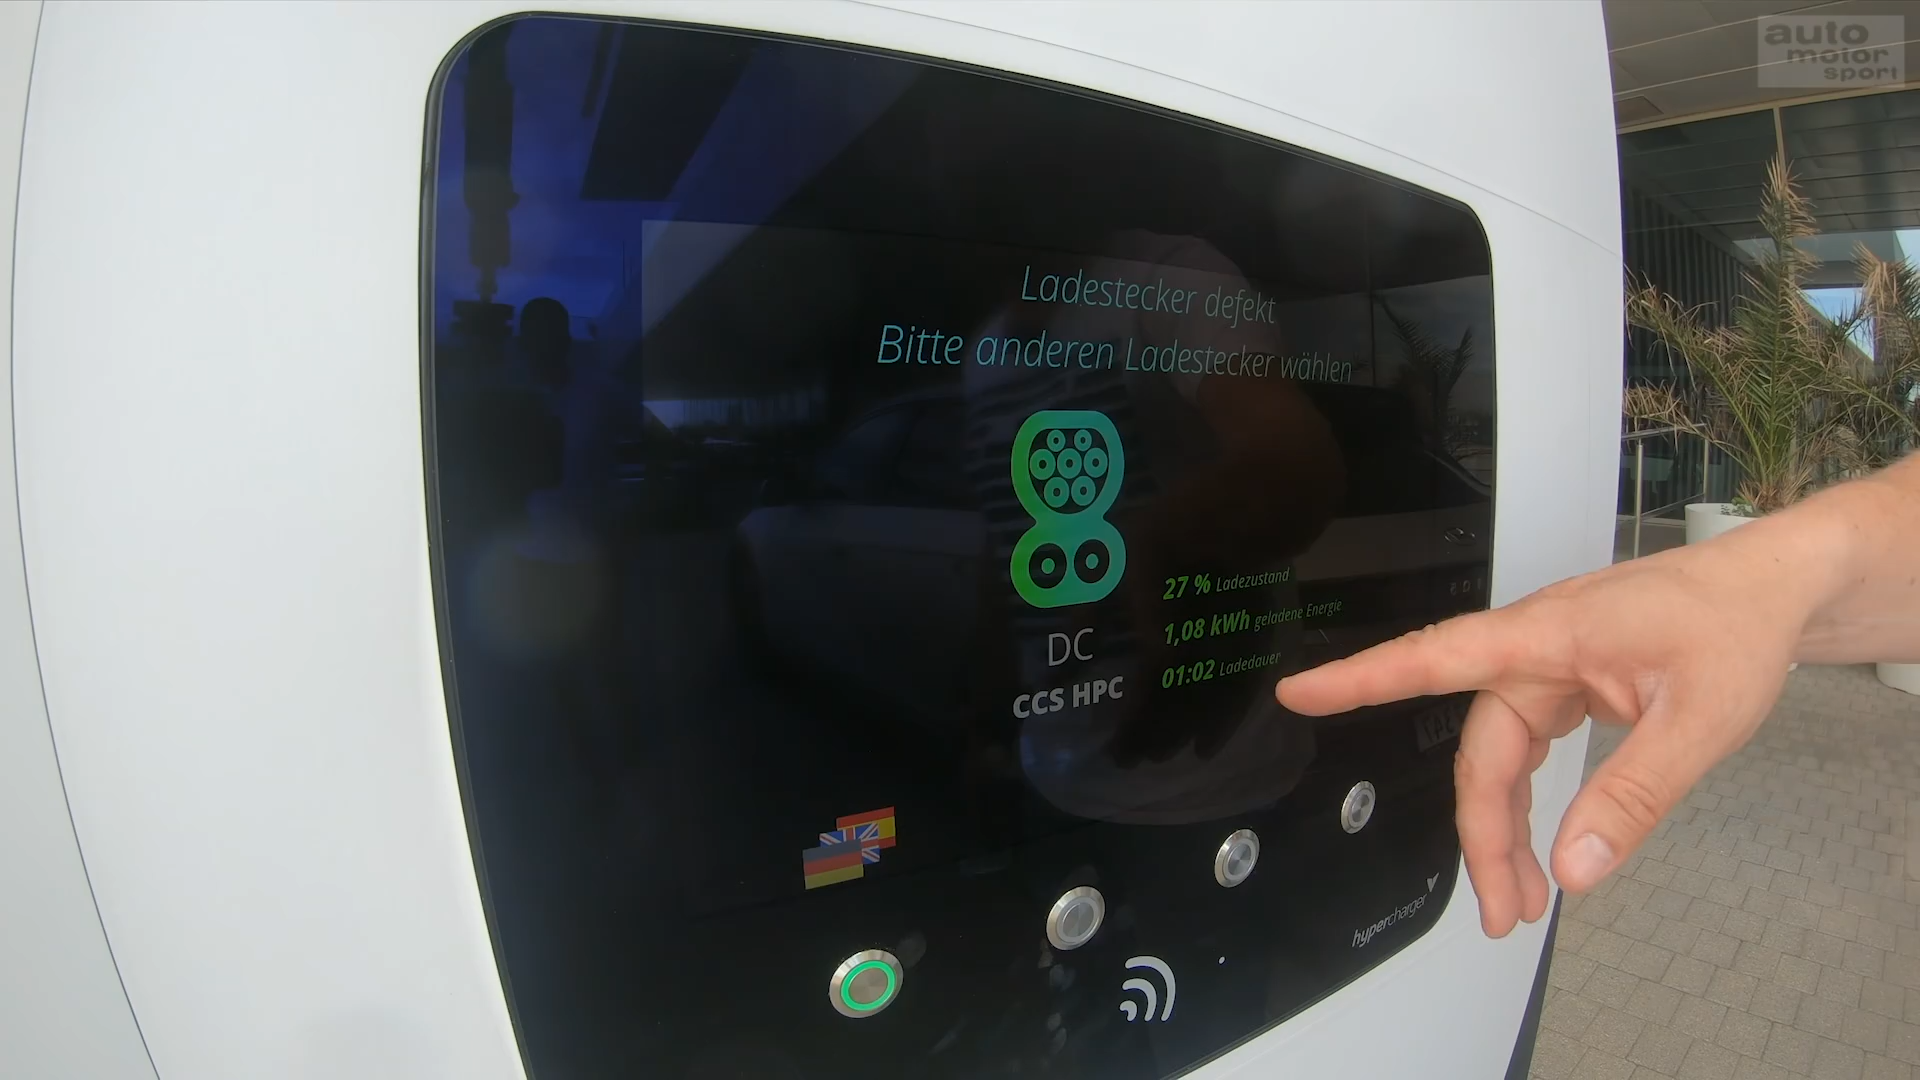 auto
motor
sport
Ladestecker defekt
Bitte anderen Ladestecker wählen
27 % Ladezustand
1,08 kWh geladene Energie
01:02 Ladedauer
DC
CCS HPC
hypercharger